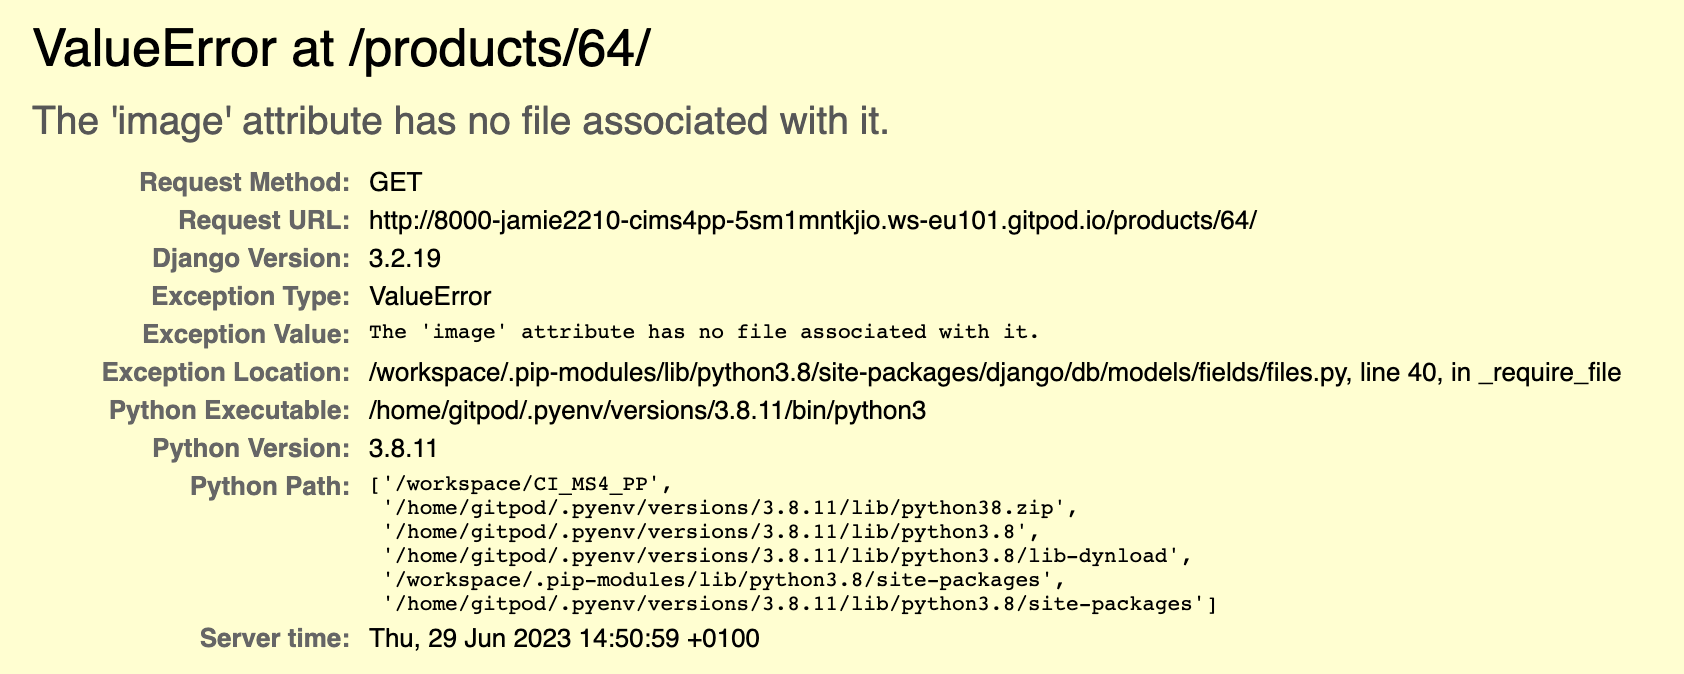 ValueError at /products/64/
The 'image' attribute has no file associated with it.
Request Method: GET
Request URL: http://8000-jamie2210-cims4pp-5sm1mntkjio.ws-eu101.gitpod.io/products/64/
Django Version: 3.2.19
Exception Type: ValueError
Exception Value: The 'image' attribute has no file associated with it.
Exception Location: /workspace/.pip-modules/lib/python3.8/site-packages/django/db/models/fields/files.py, line 40, in _require_file
Python Executable: /home/gitpod/.pyenv/versions/3.8.11/bin/python3
Python Version: 3.8.11
Python Path: ['/workspace/CI_MS4_PP',
'/home/gitpod/.pyenv/versions/3.8.11/lib/python38.zip',
'/home/gitpod/.pyenv/versions/3.8.11/lib/python3.8',
'/home/gitpod/.pyenv/versions/3.8.11/lib/python3.8/lib-dynload',
'/workspace/.pip-modules/lib/python3.8/site-packages',
'/home/gitpod/.pyenv/versions/3.8.11/lib/python3.8/site-packages']
Server time: Thu, 29 Jun 2023 14:50:59 +0100